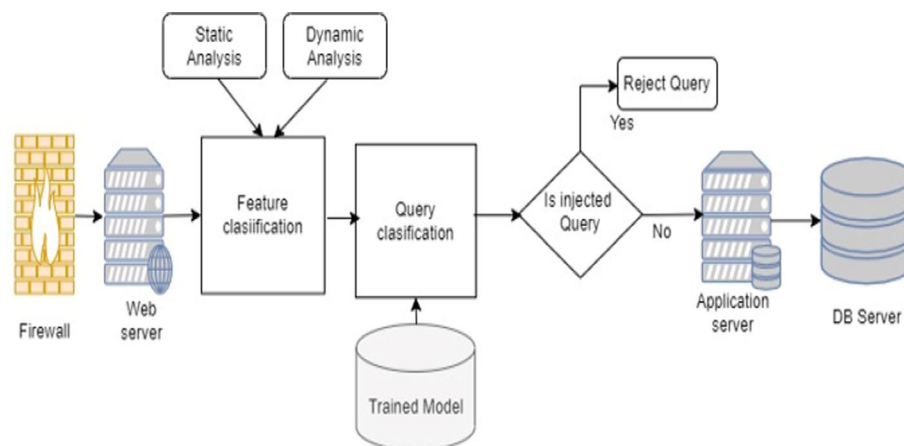 Static
Analysis
Dynamic
Analysis
Reject Query
Yes
Feature
clasiification
Query
clasification
Is injected
Query
No
Firewall
Web
server
Application
server
DB Server
Trained Model